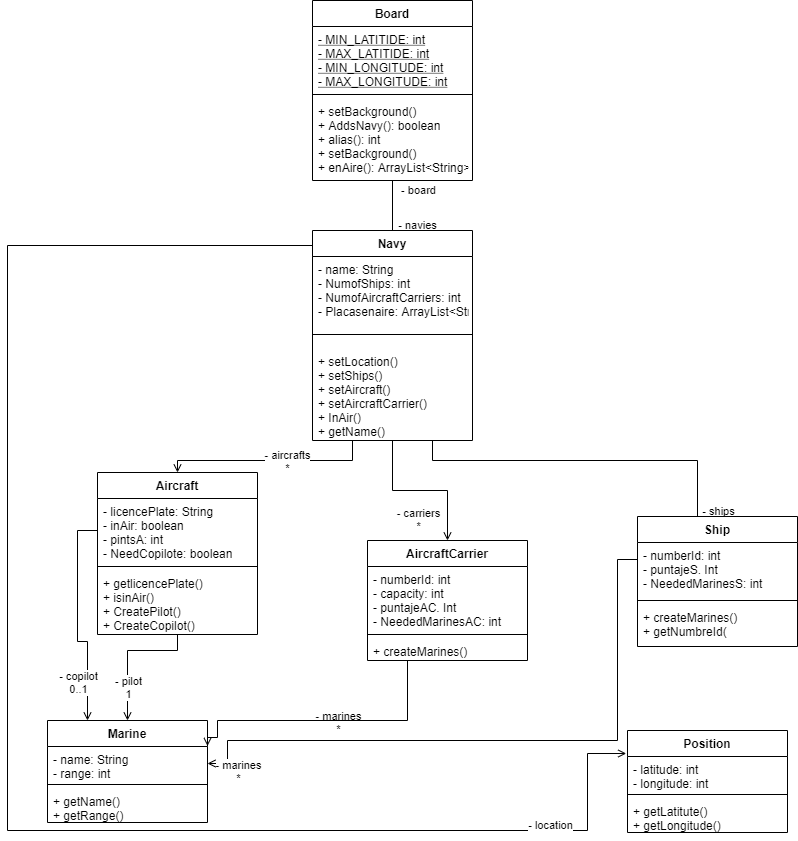 Board
- MIN_LATITIDE: int
- MAX_LATITIDE: int
- MIN_LONGITUDE: int
- MAX_LONGITUDE: int
+ setBackground()
+ AddsNavy(): boolean
+ alias(): int
+ setBackground()
+ enAire(): ArrayList<String>
- board
- navies
Navy
- name: String
- NumofShips: int
- NumofAircraftCarriers: int
- Placasenaire: ArrayList<Stı
+ setLocation()
+ setShips()
+ setAircraft()
+ setAircraftCarrier()
+ InAir()
+ getName()
- aircrafts
*
Aircraft
- licencePlate: String
- inAir: boolean
- pintsA: int
- NeedCopilote: boolean
+ getlicencePlate()
+ isinAir()
+ CreatePilot()
+ CreateCopilot()
- carriers
*
AircraftCarrier
- numberId: int
- capacity: int
- puntajeAC. Int
- NeededMarinesAC: int
+ createMarines()
- ships
Ship
- numberId: int
- puntajeS. Int
- NeededMarinesS: int
+ createMarines()
+ getNumbreId(
- copilot
0..1
- pilot
1
- marines
*
Marine
- name: String
- range: int
+ getName()
+ getRange()
- marines
*
Position
- latitude: int
- longitude: int
+ getLatitute()
+ getLongitude()
- location